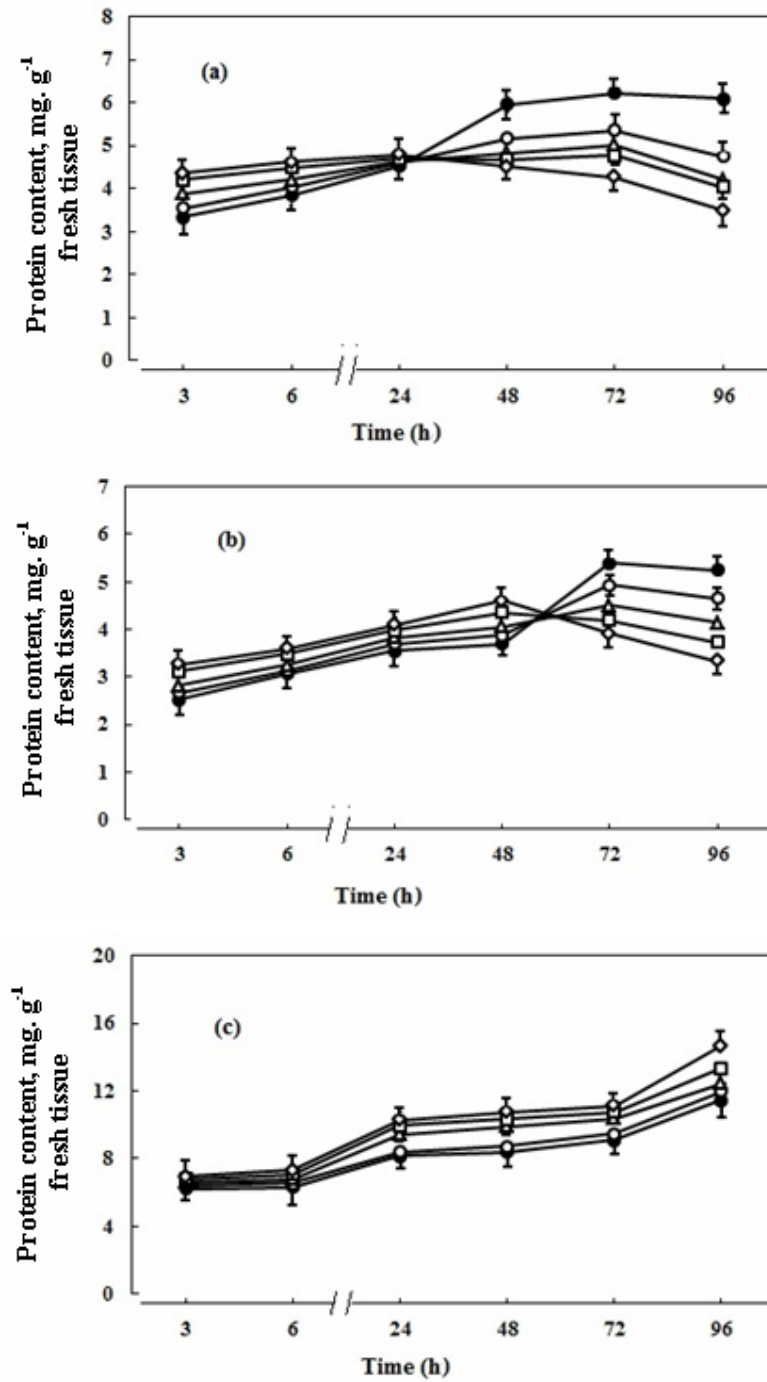 8
7
6
5
4
3
2
1
0
(a)
Protein content, mg. g-1
fresh tissue
3 6 24 48 72 96
Time (h)
7
6
5
4
3
2
1
0
(b)
Protein content, mg. g-1
fresh tissue
3 6 24 48 72 96
Time (h)
20
16
12
8
4
0
(c)
Protein content, mg. g-1
fresh tissue
3 6 24 48 72 96
Time (h)